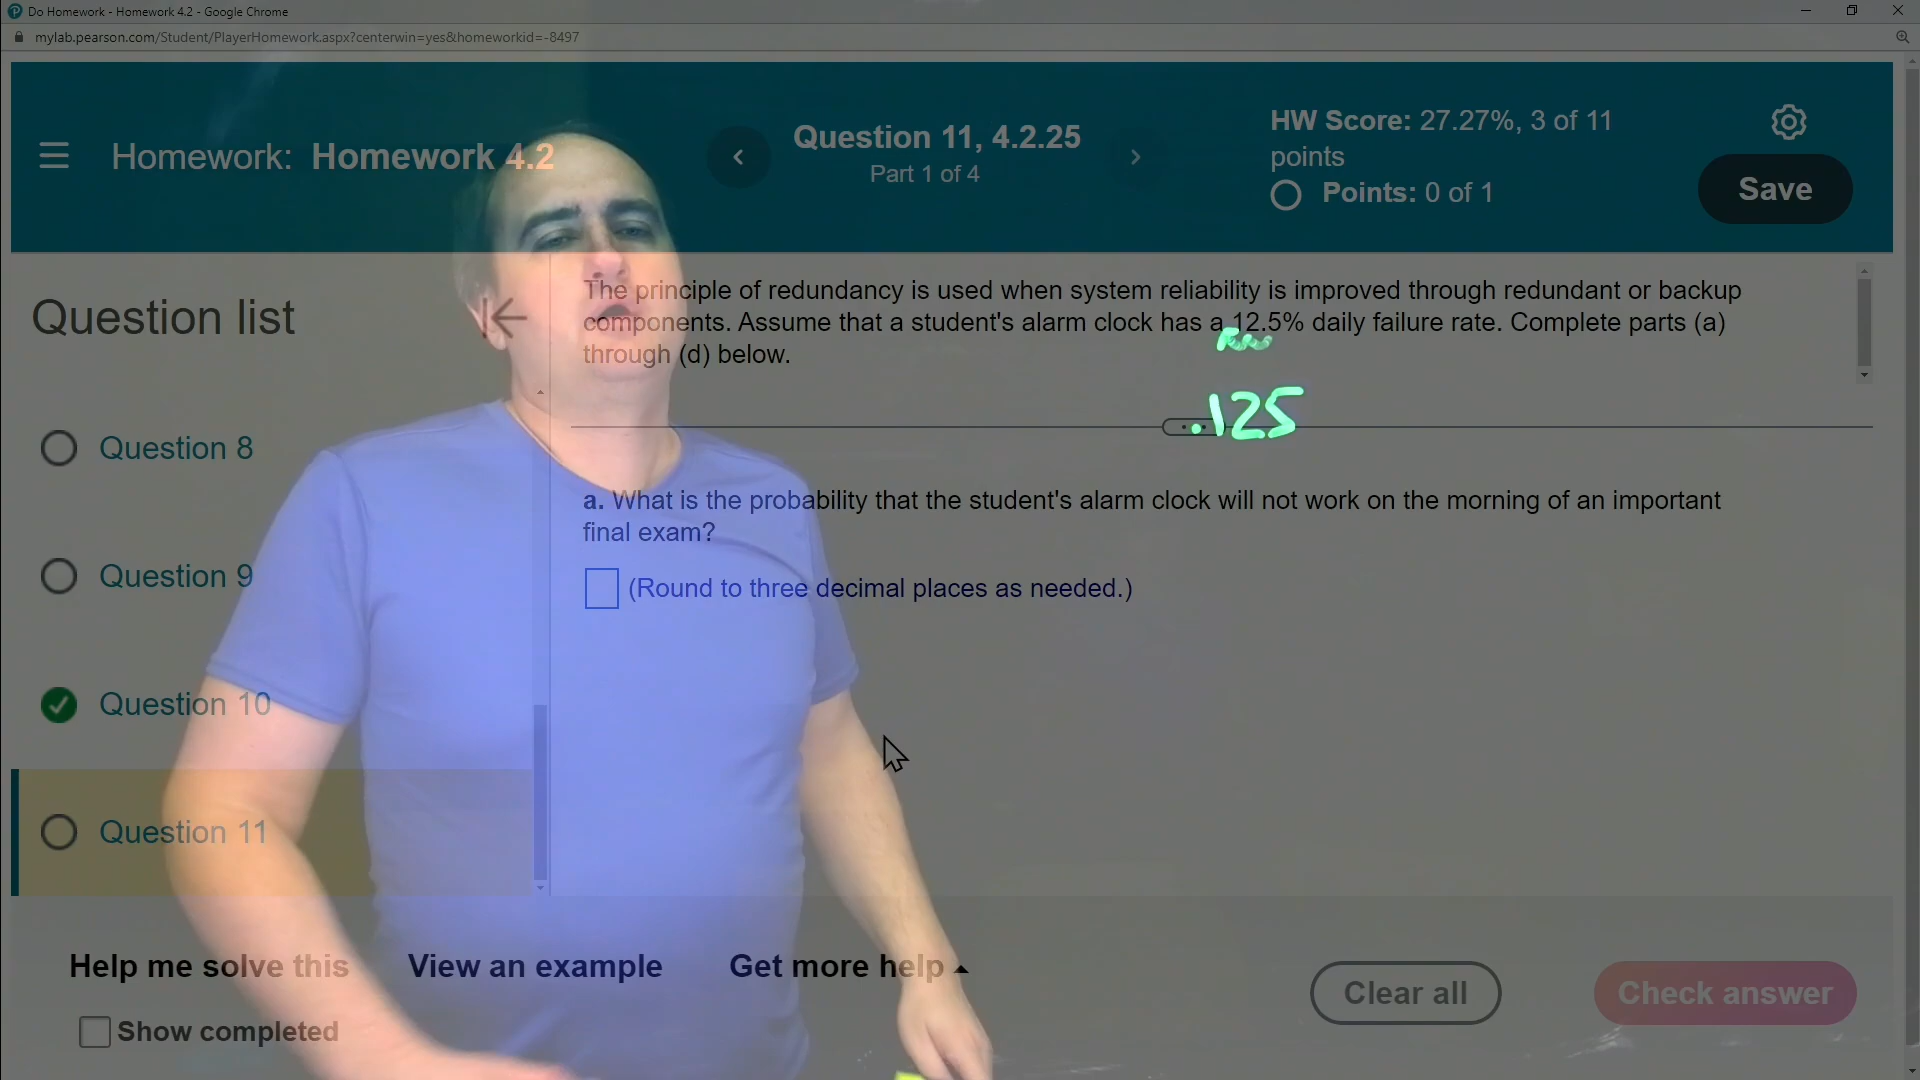 Do Homework - Homework 4.2 - Google Chrome
mylab.pearson.com/Student/PlayerHomework.aspx?centerwin=yes&homeworkid=-8497
Homework: Homework 4.2
Question 11, 4.2.25
Part 1 of 4
HW Score: 27.27%, 3 of 11
points
Points: 0 of 1
Save
Question list
Question 8
Question 9
Question 10
Question 11
The principle of redundancy is used when system reliability is improved through redundant or backup
components. Assume that a student's alarm clock has a 12.5% daily failure rate. Complete parts (a)
through (d) below.
.125
a. What is the probability that the student's alarm clock will not work on the morning of an important
final exam?
(Round to three decimal places as needed.)
Help me solve this
View an example
Get more help
Clear all
Check answer
Show completed